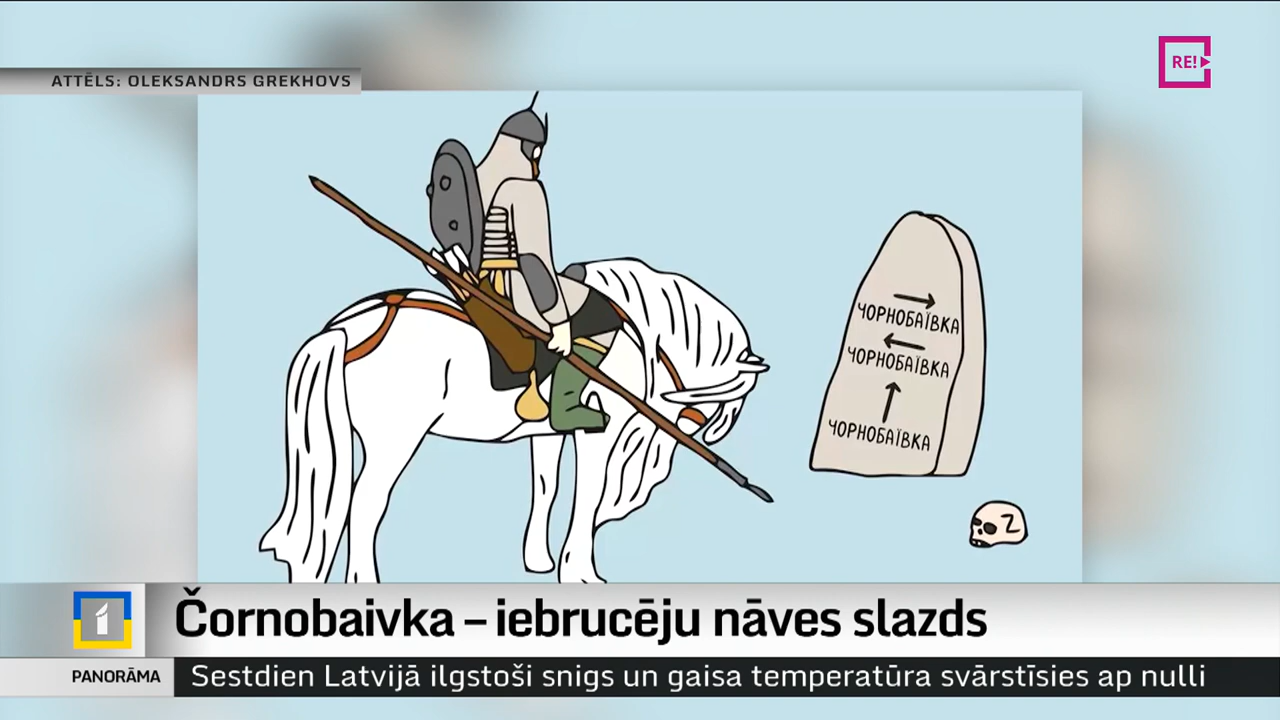 ATTĒLS: OLEKSANDRS GREKHOVS
RE!
ЧОРНОБАЇВКА
ЧОРНОБАЇВКА
ЧОРНОБАЇВКА
Z
1
Čornobaivka – iebrucēju nāves slazds
PANORĀMA
Sestdien Latvijā ilgstoši snigs un gaisa temperatūra svārstīsies ap nulli